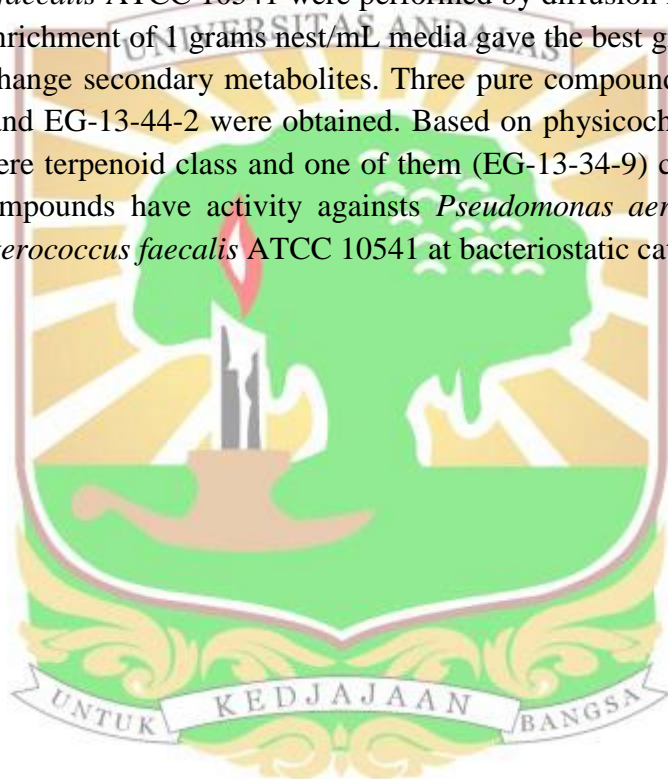 faecalis ATCC 10541 were performed by diffusion
nrichment of 1 grams nest/mL media gave the best g
hange secondary metabolites. Three pure compound
nd EG-13-44-2 were obtained. Based on physicoch
ere terpenoid class and one of them (EG-13-34-9) c
ompounds have activity againsts Pseudomonas aer
terococcus faecalis ATCC 10541 at bacteriostatic ca
UNIVERSITAS ANDALAS
UNTUK KEDJAJAAN BANGSA